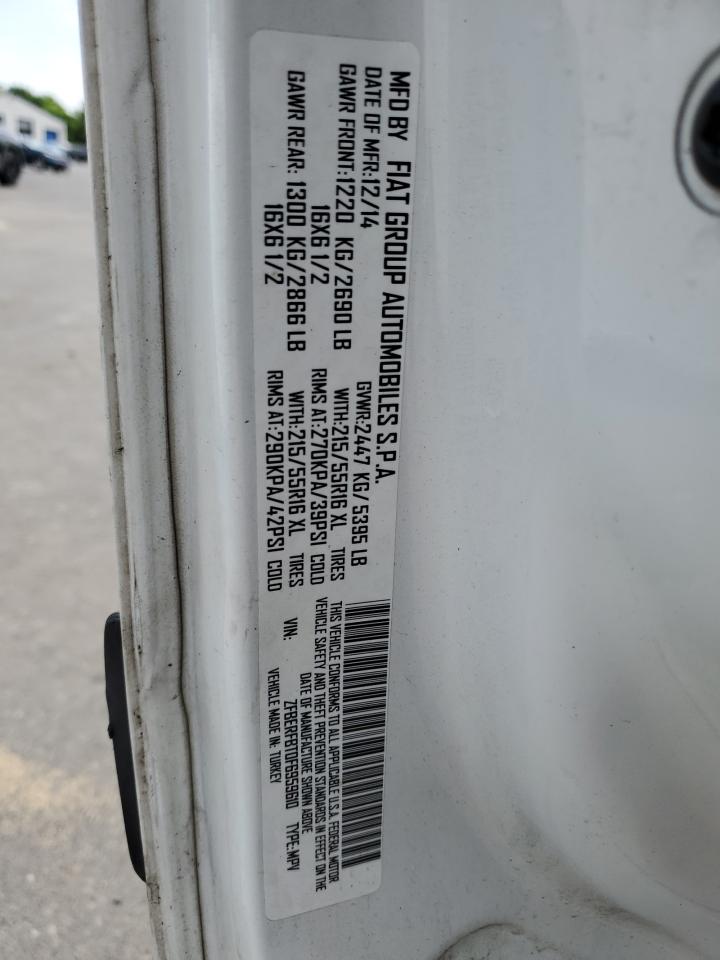 MFD BY FIAT GROUP AUTOMOBILES S.P.A.
DATE OF MFR:12/14 GVWR:2447 KG/ 5395 LB
GAWR FRONT:1220 KG/2690 LB WITH:215/55R16 XL TIRES
16X6 1/2 RIMS AT:270KPA/39PSI COLD
GAWR REAR: 1300 KG/2866 LB WITH:215/55R16 XL TIRES
16X6 1/2 RIMS AT:290KPA/42PSI COLD
THIS VEHICLE CONFORMS TO ALL APPLICABLE U.S.A. FEDERAL MOTOR
VEHICLE SAFETY AND THEFT PREVENTION STANDARDS IN EFFECT ON THE
DATE OF MANUFACTURE SHOWN ABOVE
VIN: ZFBERFBT0F6959610 TYPE:MPV
VEHICLE MADE IN: TURKEY